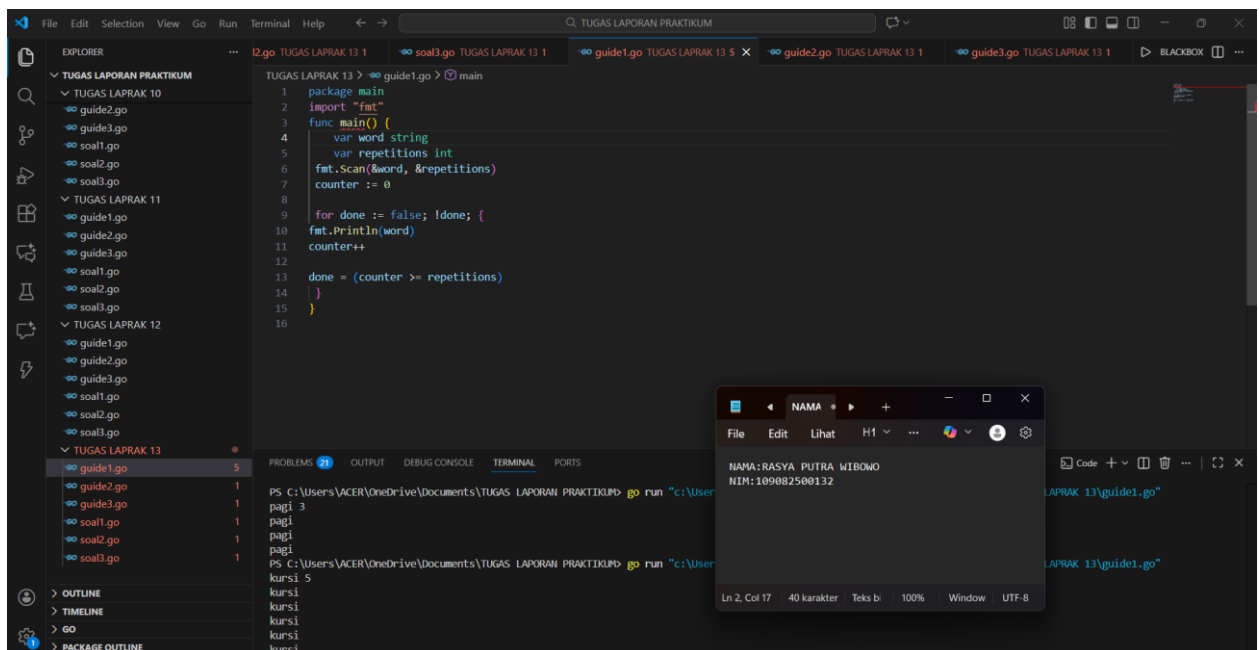 File Edit Selection View Go Run Terminal Help
TUGAS LAPORAN PRAKTIKUM
EXPLORER
TUGAS LAPORAN PRAKTIKUM
TUGAS LAPRAK 10
guide2.go
guide3.go
soal1.go
soal2.go
soal3.go
TUGAS LAPRAK 11
guide1.go
guide2.go
guide3.go
soal1.go
soal2.go
soal3.go
TUGAS LAPRAK 12
guide1.go
guide2.go
guide3.go
soal1.go
soal2.go
soal3.go
TUGAS LAPRAK 13
guide1.go 5
guide2.go 1
guide3.go 1
soal1.go 1
soal2.go 1
soal3.go 1
OUTLINE
TIMELINE
GO
PACKAGE OUTLINE
l2.go TUGAS LAPRAK 13 1 soal3.go TUGAS LAPRAK 13 1 guide1.go TUGAS LAPRAK 13 5 guide2.go TUGAS LAPRAK 13 1 guide3.go TUGAS LAPRAK 13 1 BLACKBOX
TUGAS LAPRAK 13 > guide1.go > main
1 package main
2 import "fmt"
3 func main() {
4 var word string
5 var repetitions int
6 fmt.Scan(&word, &repetitions)
7 counter := 0
8
9 for done := false; !done; {
10 fmt.Println(word)
11 counter++
12
13 done = (counter >= repetitions)
14 }
15 }
16
PROBLEMS 21 OUTPUT DEBUG CONSOLE TERMINAL PORTS
Code
PS C:\Users\ACER\OneDrive\Documents\TUGAS LAPORAN PRAKTIKUM> go run "c:\User LAPRAK 13\guide1.go"
pagi 3
pagi
pagi
pagi
PS C:\Users\ACER\OneDrive\Documents\TUGAS LAPORAN PRAKTIKUM> go run "c:\User LAPRAK 13\guide1.go"
kursi 5
kursi
kursi
kursi
kursi
kursi
NAMA
File Edit Lihat H1
NAMA:RASYA PUTRA WIBOWO
NIM:109082500132
Ln 2, Col 17 40 karakter Teks bi 100% Window UTF-8